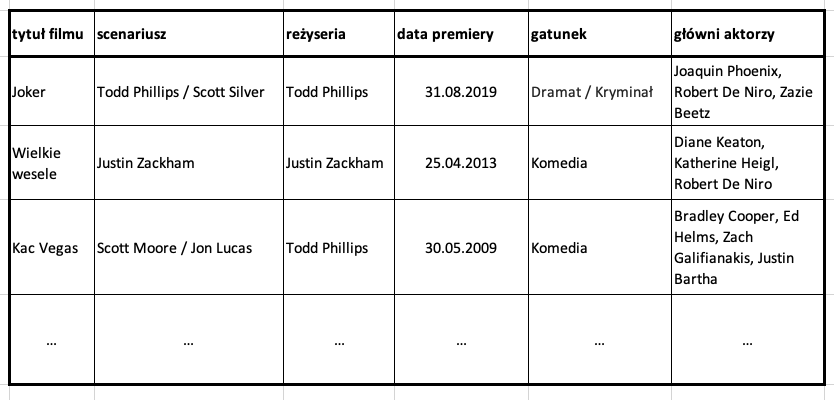 tytuł filmu scenariusz reżyseria data premiery gatunek główni aktorzy
Joker Todd Phillips / Scott Silver Todd Phillips 31.08.2019 Dramat / Kryminał Joaquin Phoenix,
Robert De Niro, Zazie
Beetz
Wielkie
wesele Justin Zackham Justin Zackham 25.04.2013 Komedia Diane Keaton,
Katherine Heigl,
Robert De Niro
Kac Vegas Scott Moore / Jon Lucas Todd Phillips 30.05.2009 Komedia Bradley Cooper, Ed
Helms, Zach
Galifianakis, Justin
Bartha
... ... ... ... ... ...